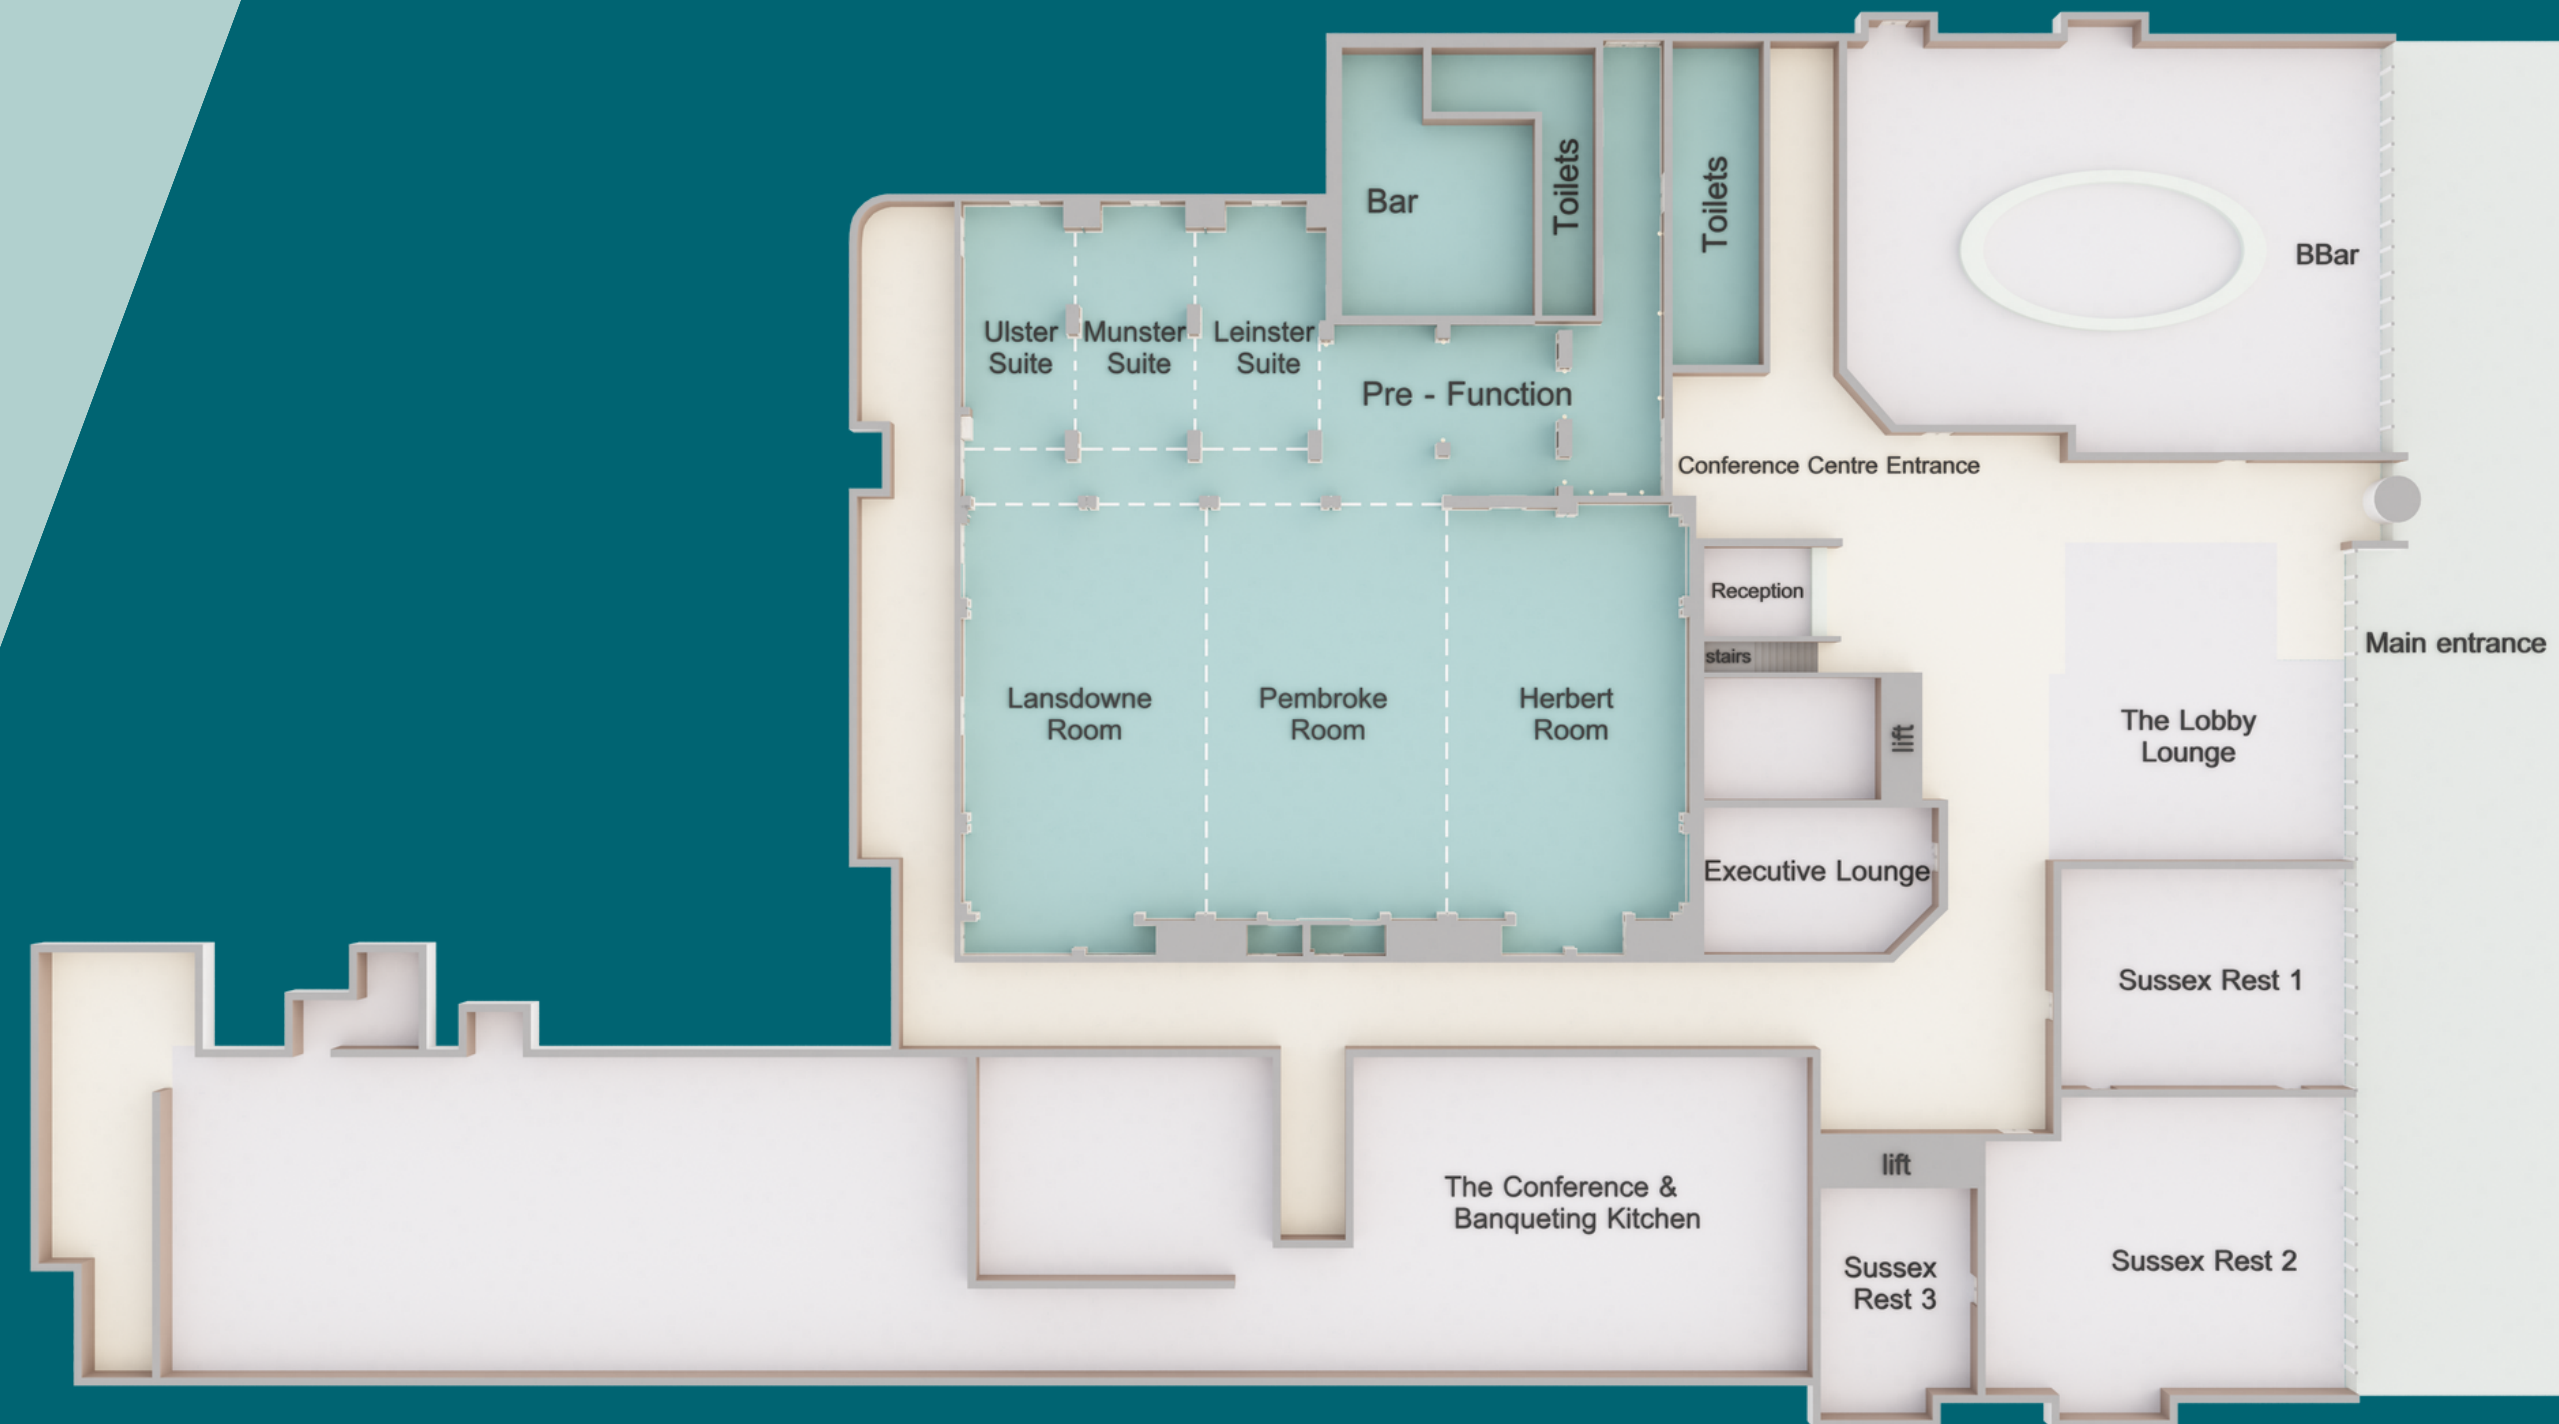 Toilets
Toilets
Bar
BBar
Ulster
Suite
Munster
Suite
Leinster
Suite
Pre - Function
Conference Centre Entrance
Reception
stairs
Main entrance
Lansdowne
Room
Pembroke
Room
Herbert
Room
lift
The Lobby
Lounge
Executive Lounge
Sussex Rest 1
lift
The Conference &
Banqueting Kitchen
Sussex
Rest 3
Sussex Rest 2